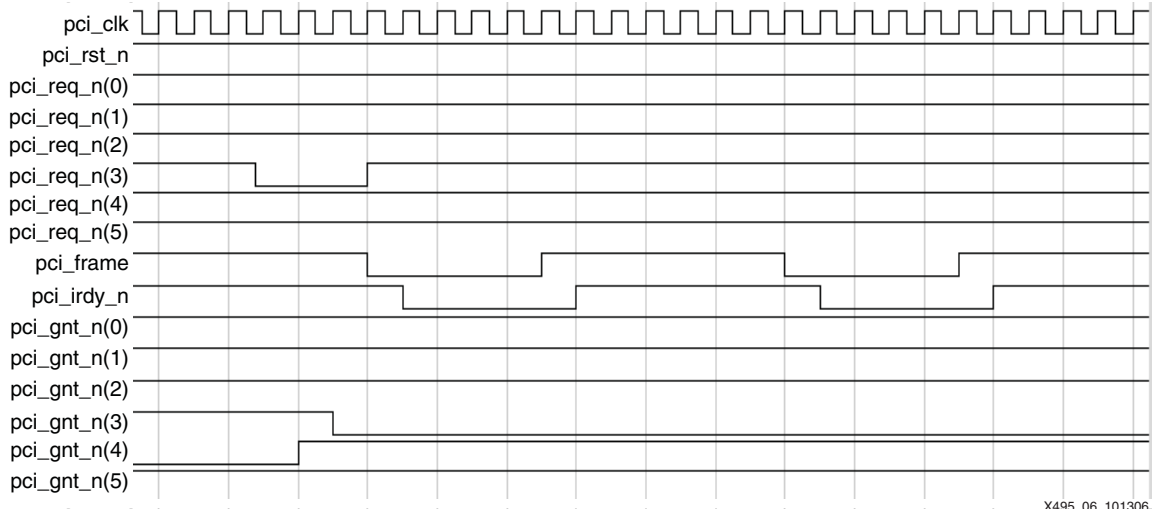 pci_clk
pci_rst_n
pci_req_n(0)
pci_req_n(1)
pci_req_n(2)
pci_req_n(3)
pci_req_n(4)
pci_req_n(5)
pci_frame
pci_irdy_n
pci_gnt_n(0)
pci_gnt_n(1)
pci_gnt_n(2)
pci_gnt_n(3)
pci_gnt_n(4)
pci_gnt_n(5)
X495_06_101306